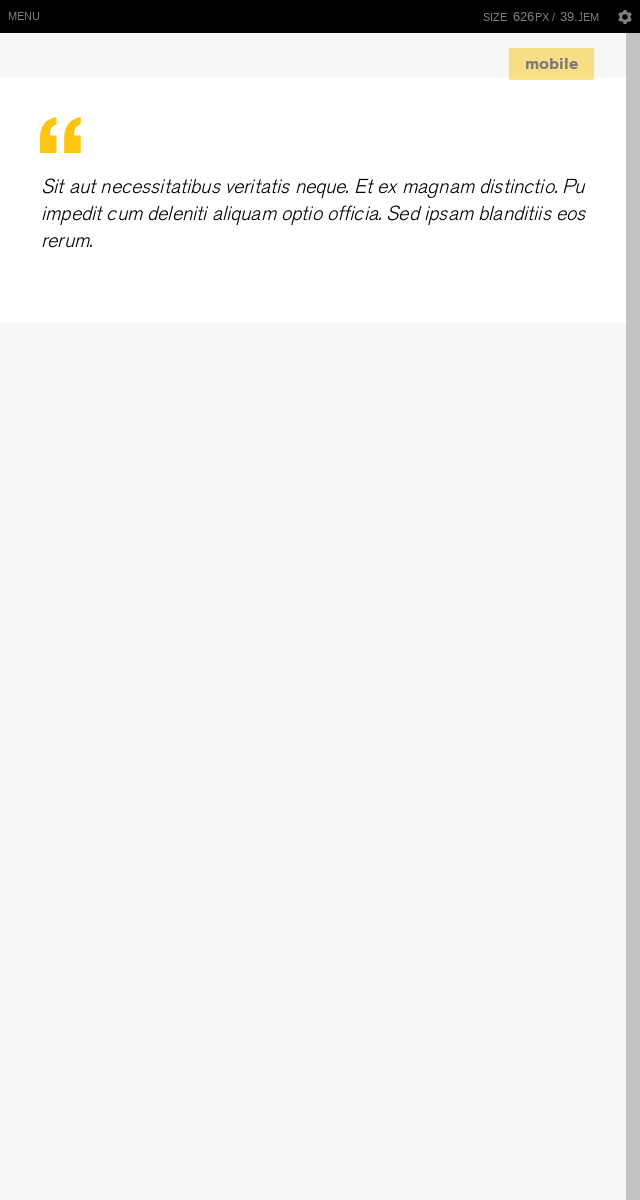 MENU
SIZE 626PX / 39.1EM
mobile
“
Sit aut necessitatibus veritatis neque. Et ex magnam distinctio. Pu
impedit cum deleniti aliquam optio officia. Sed ipsam blanditiis eos
rerum.